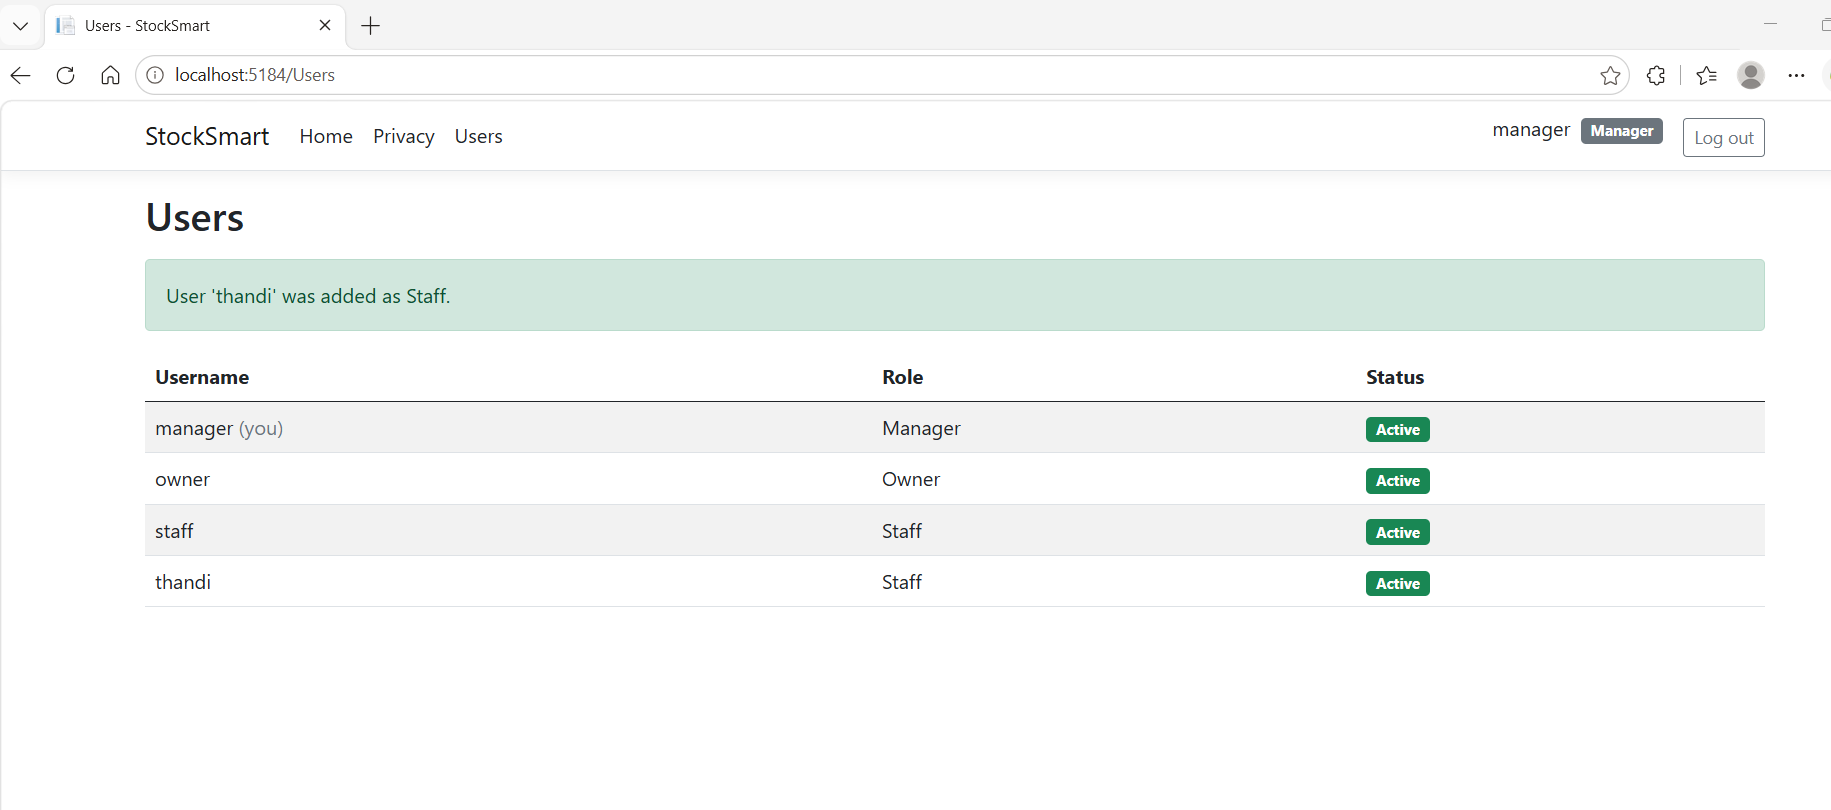 Users - StockSmart
localhost:5184/Users
StockSmart Home Privacy Users manager Manager Log out
Users
User 'thandi' was added as Staff.
Username Role Status
manager (you) Manager Active
owner Owner Active
staff Staff Active
thandi Staff Active